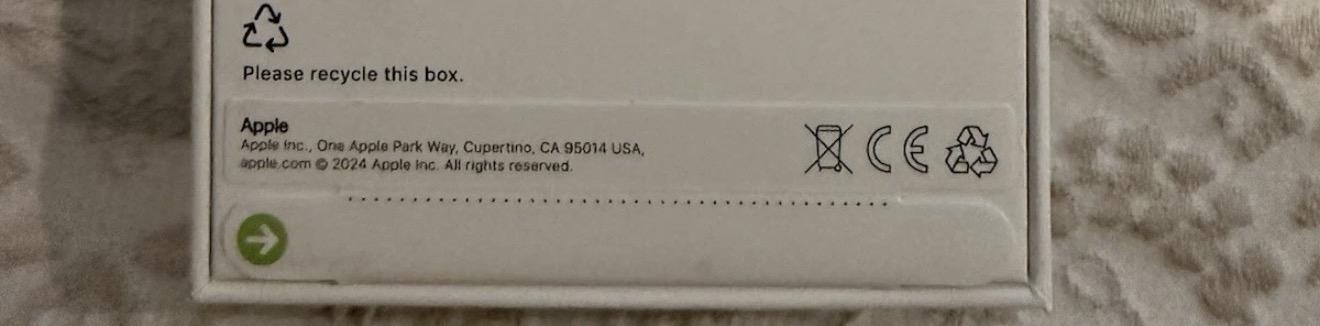 Please recycle this box.
Apple
Apple Inc., One Apple Park Way, Cupertino, CA 95014 USA,
apple.com © 2024 Apple Inc. All rights reserved.
CE